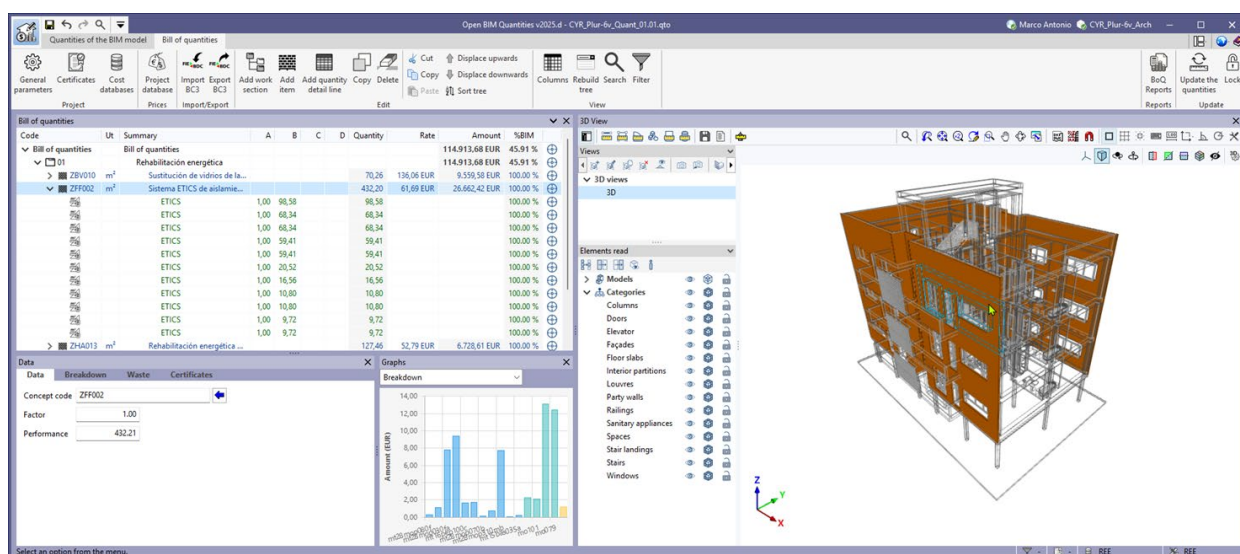 Open BIM Quantities v2025.d - CYR_Plur-6v_Quant_01.01.qto
Marco Antonio CYR_Plur-6v_Arch
Quantities of the BIM model Bill of quantities
General parameters Certificates Cost databases Project database Import BC3 Export BC3 Add work section Add item Add quantity detail line Copy Delete Cut Copy Paste Displace upwards Displace downwards Sort tree Columns Rebuild tree Search Filter BoQ Reports Update the quantities Lock
Project Prices Import/Export Edit View Reports Update
Bill of quantities
Code Ut Summary A B C D Quantity Rate Amount %BIM
Bill of quantities Bill of quantities 114.913,68 EUR 45.91 %
01 Rehabilitación energética 114.913,68 EUR 45.91 %
ZBV010 m² Sustitución de vidrios de la... 70,26 136,06 EUR 9.559,58 EUR 100.00 %
ZFF002 m² Sistema ETICS de aislamie... 432,20 61,69 EUR 26.662,42 EUR 100.00 %
ETICS 1,00 98,58 98,58 100.00 %
ETICS 1,00 68,34 68,34 100.00 %
ETICS 1,00 68,34 68,34 100.00 %
ETICS 1,00 59,41 59,41 100.00 %
ETICS 1,00 59,41 59,41 100.00 %
ETICS 1,00 20,52 20,52 100.00 %
ETICS 1,00 16,56 16,56 100.00 %
ETICS 1,00 10,80 10,80 100.00 %
ETICS 1,00 10,80 10,80 100.00 %
ETICS 1,00 9,72 9,72 100.00 %
ETICS 1,00 9,72 9,72 100.00 %
ZHA013 m² Rehabilitación energética ... 127,46 52,79 EUR 6.728,61 EUR 100.00 %
3D View
Views
3D views
3D
Elements read
Models
Categories
Columns
Doors
Elevator
Façades
Floor slabs
Interior partitions
Louvres
Party walls
Railings
Sanitary appliances
Spaces
Stair landings
Stairs
Windows
Z
Y
X
Data
Data Breakdown Waste Certificates
Concept code ZFF002
Factor 1.00
Performance 432.21
Graphs
Breakdown
Amount (EUR)
14,00
12,00
10,00
8,00
6,00
4,00
2,00
0,00
mo101
mo079
Select an option from the menu.
REF REF